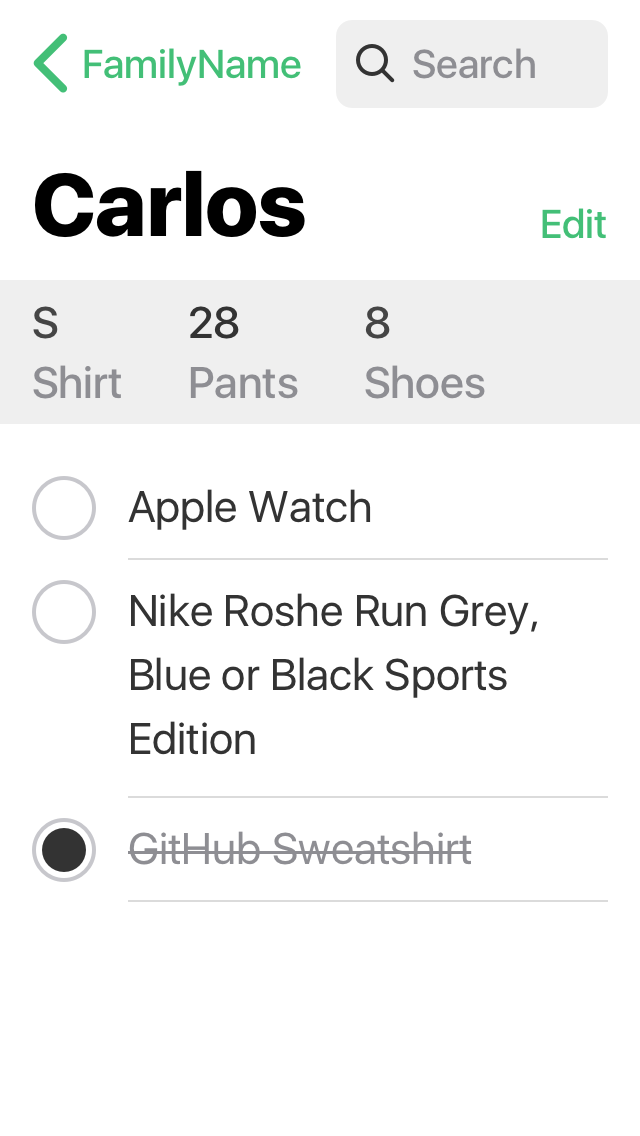 FamilyName
Search
Carlos
Edit
S 28 8
Shirt Pants Shoes
Apple Watch
Nike Roshe Run Grey,
Blue or Black Sports
Edition
GitHub Sweatshirt